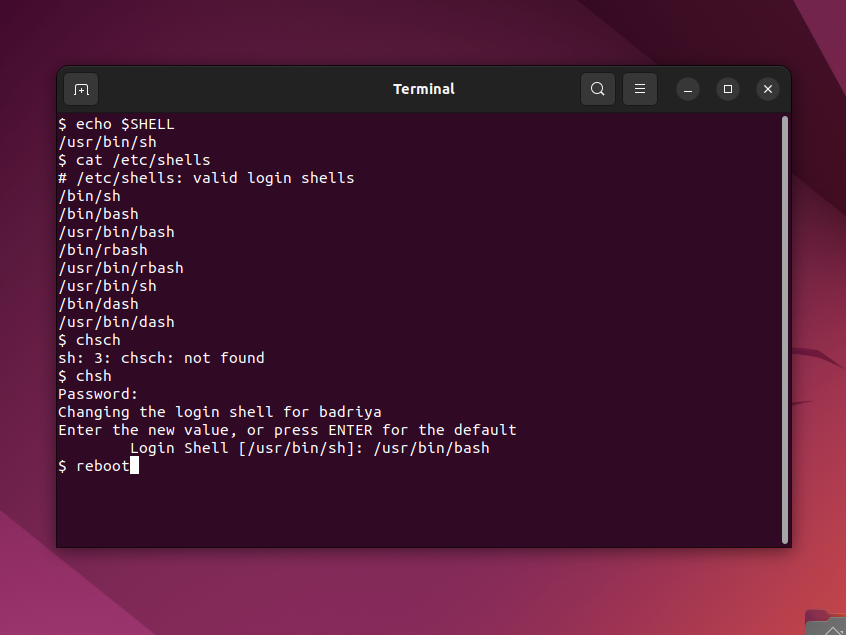 Terminal
$ echo $SHELL
/usr/bin/sh
$ cat /etc/shells
# /etc/shells: valid login shells
/bin/sh
/bin/bash
/usr/bin/bash
/bin/rbash
/usr/bin/rbash
/usr/bin/sh
/bin/dash
/usr/bin/dash
$ chsch
sh: 3: chsch: not found
$ chsh
Password:
Changing the login shell for badriya
Enter the new value, or press ENTER for the default
        Login Shell [/usr/bin/sh]: /usr/bin/bash
$ reboot